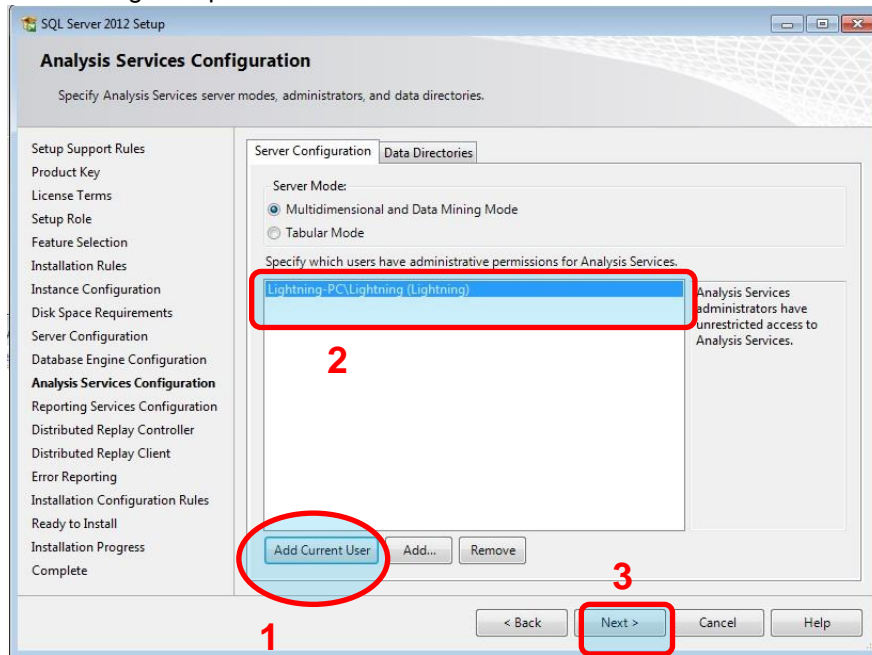 SQL Server 2012 Setup
Analysis Services Configuration
Specify Analysis Services server modes, administrators, and data directories.
Setup Support Rules
Product Key
License Terms
Setup Role
Feature Selection
Installation Rules
Instance Configuration
Disk Space Requirements
Server Configuration
Database Engine Configuration
Analysis Services Configuration
Reporting Services Configuration
Distributed Replay Controller
Distributed Replay Client
Error Reporting
Installation Configuration Rules
Ready to Install
Installation Progress
Complete
Server Configuration Data Directories
Server Mode:
Multidimensional and Data Mining Mode
Tabular Mode
Specify which users have administrative permissions for Analysis Services.
Lightning-PC\Lightning (Lightning)
Analysis Services
administrators have
unrestricted access to
Analysis Services.
2
Add Current User Add... Remove
1
3
< Back Next > Cancel Help